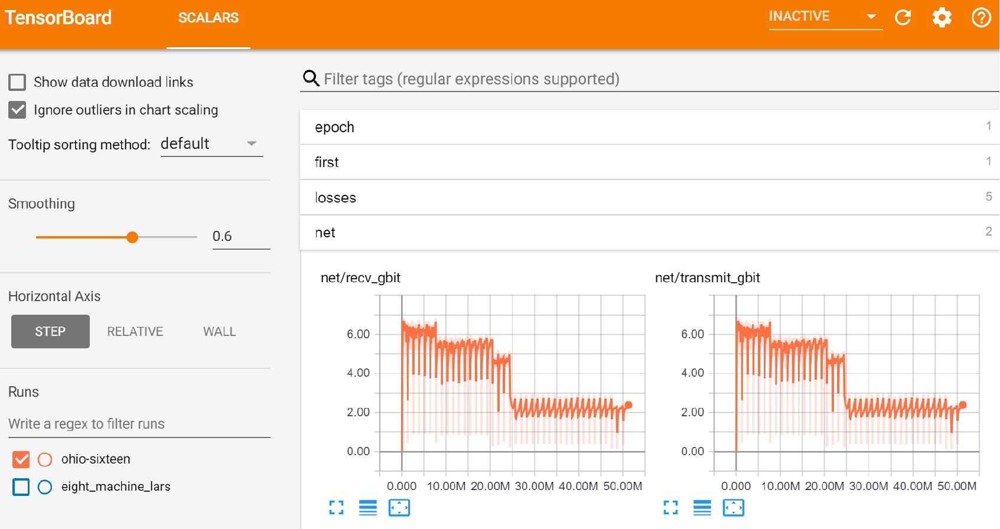 TensorBoard
SCALARS
INACTIVE
Show data download links
Ignore outliers in chart scaling
Tooltip sorting method: default
Smoothing
0.6
Horizontal Axis
STEP RELATIVE WALL
Runs
Write a regex to filter runs
ohio-sixteen
eight_machine_lars
Filter tags (regular expressions supported)
epoch 1
first 1
losses 5
net 2
net/recv_gbit
6.00
4.00
2.00
0.00
0.000 10.00M 20.00M 30.00M 40.00M 50.00M
net/transmit_gbit
6.00
4.00
2.00
0.00
0.000 10.00M 20.00M 30.00M 40.00M 50.00M